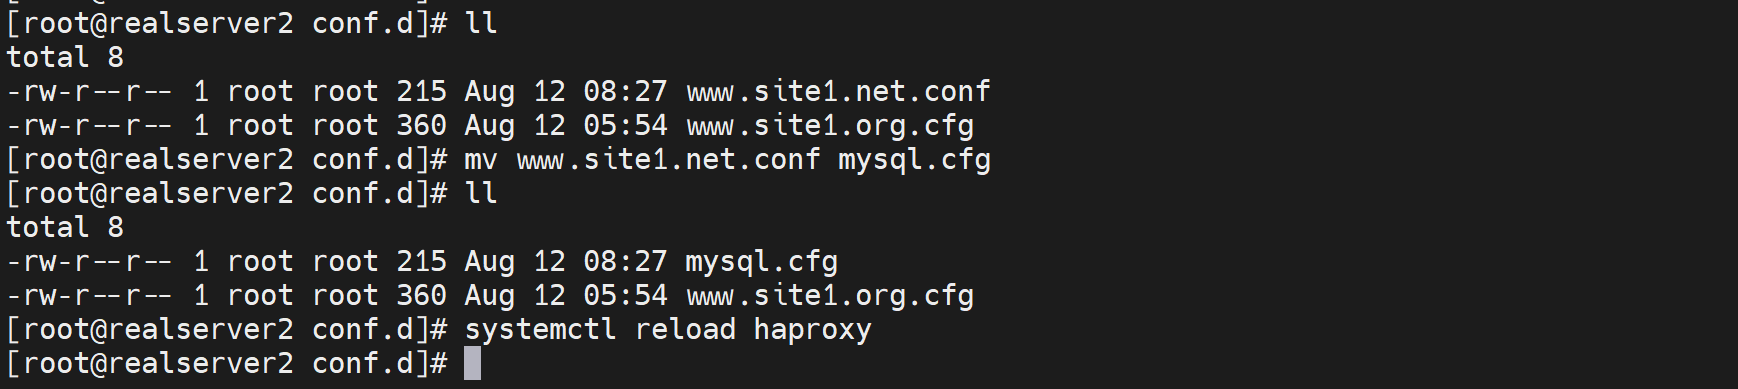 [root@realserver2 conf.d]# ll
total 8
-rw-r--r-- 1 root root 215 Aug 12 08:27 www.site1.net.conf
-rw-r--r-- 1 root root 360 Aug 12 05:54 www.site1.org.cfg
[root@realserver2 conf.d]# mv www.site1.net.conf mysql.cfg
[root@realserver2 conf.d]# ll
total 8
-rw-r--r-- 1 root root 215 Aug 12 08:27 mysql.cfg
-rw-r--r-- 1 root root 360 Aug 12 05:54 www.site1.org.cfg
[root@realserver2 conf.d]# systemctl reload haproxy
[root@realserver2 conf.d]#